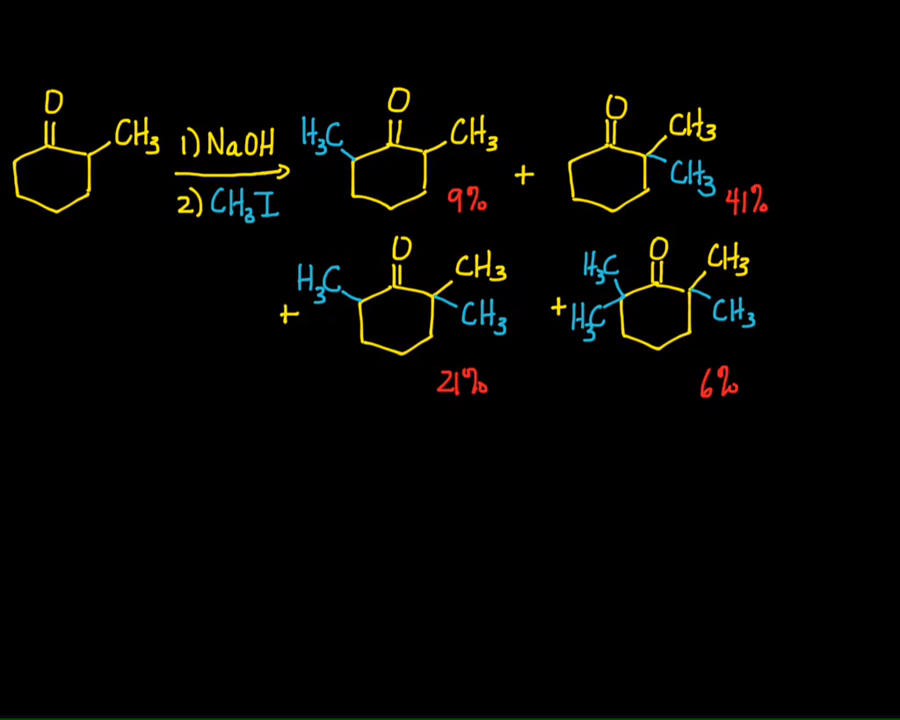 O O O
CH₃ 1) NaOH H₃C CH₃ CH₃
2) CH₃I + CH₃
9% 41%
O O
H₃C CH₃ H₃C CH₃
+ CH₃ + H₃C CH₃
21% 6%